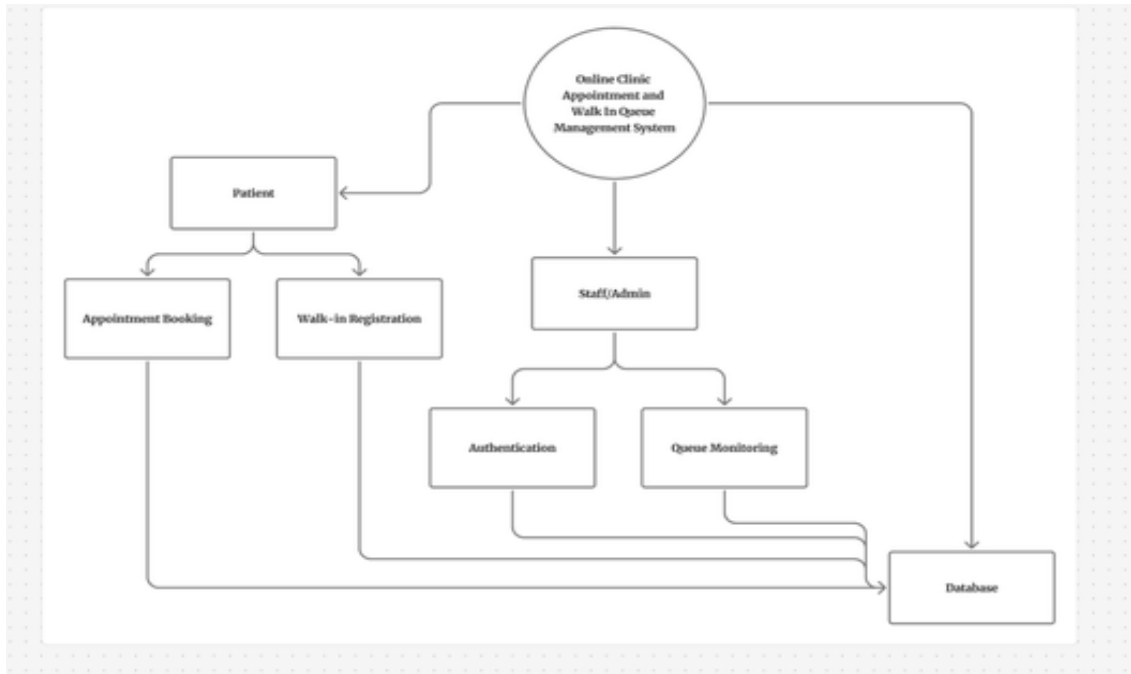 Online Clinic
Appointment and
Walk In Queue
Management System
Patient
Staff/Admin
Appointment Booking
Walk-in Registration
Authentication
Queue Monitoring
Database